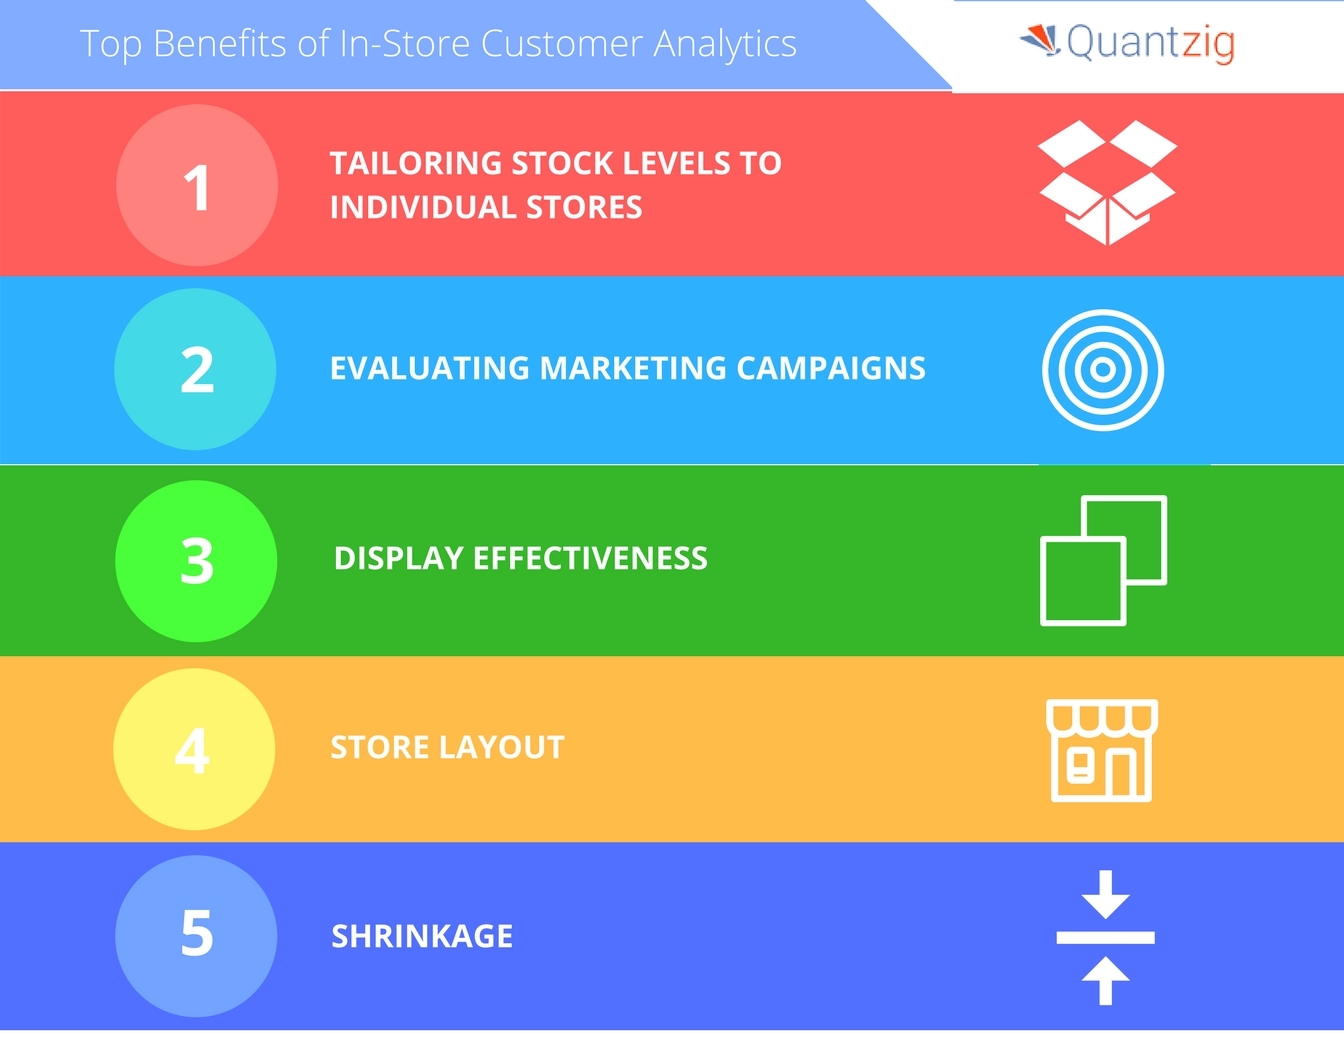 Top Benefits of In-Store Customer Analytics
Quantzig
1
TAILORING STOCK LEVELS TO
INDIVIDUAL STORES
2
EVALUATING MARKETING CAMPAIGNS
3
DISPLAY EFFECTIVENESS
4
STORE LAYOUT
5
SHRINKAGE